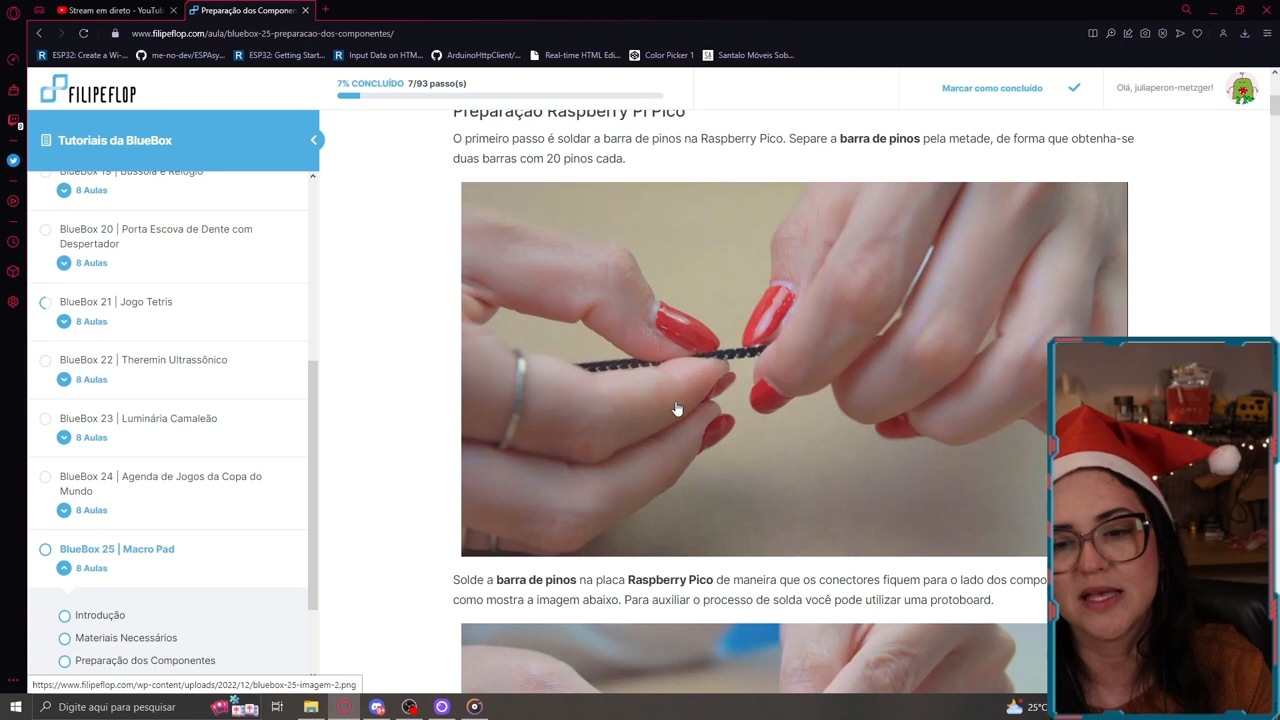 Stream em direto - YouTub
Preparação dos Componen
www.filipeflop.com/aula/bluebox-25-preparacao-dos-componentes/
ESP32: Create a Wi-...
me-no-dev/ESPAsy...
ESP32: Getting Start...
Input Data on HTM...
ArduinoHttpClient/...
Real-time HTML Edi...
Color Picker 1
Santalo Móveis Sob...
FILIPEFLOP
7% CONCLUÍDO 7/93 passo(s)
Marcar como concluído
Olá, juliaperon-metzger!
Tutoriais da BlueBox
BlueBox 19 | Bússola e Relógio
8 Aulas
BlueBox 20 | Porta Escova de Dente com
Despertador
8 Aulas
BlueBox 21 | Jogo Tetris
8 Aulas
BlueBox 22 | Theremin Ultrassônico
8 Aulas
BlueBox 23 | Luminária Camaleão
8 Aulas
BlueBox 24 | Agenda de Jogos da Copa do
Mundo
8 Aulas
BlueBox 25 | Macro Pad
8 Aulas
Introdução
Materiais Necessários
Preparação dos Componentes
Preparação Raspberry Pi Pico
O primeiro passo é soldar a barra de pinos na Raspberry Pico. Separe a barra de pinos pela metade, de forma que obtenha-se
duas barras com 20 pinos cada.
Solde a barra de pinos na placa Raspberry Pico de maneira que os conectores fiquem para o lado dos compo
como mostra a imagem abaixo. Para auxiliar o processo de solda você pode utilizar uma protoboard.
https://www.filipeflop.com/wp-content/uploads/2022/12/bluebox-25-imagem-2.png
Digite aqui para pesquisar
25°C